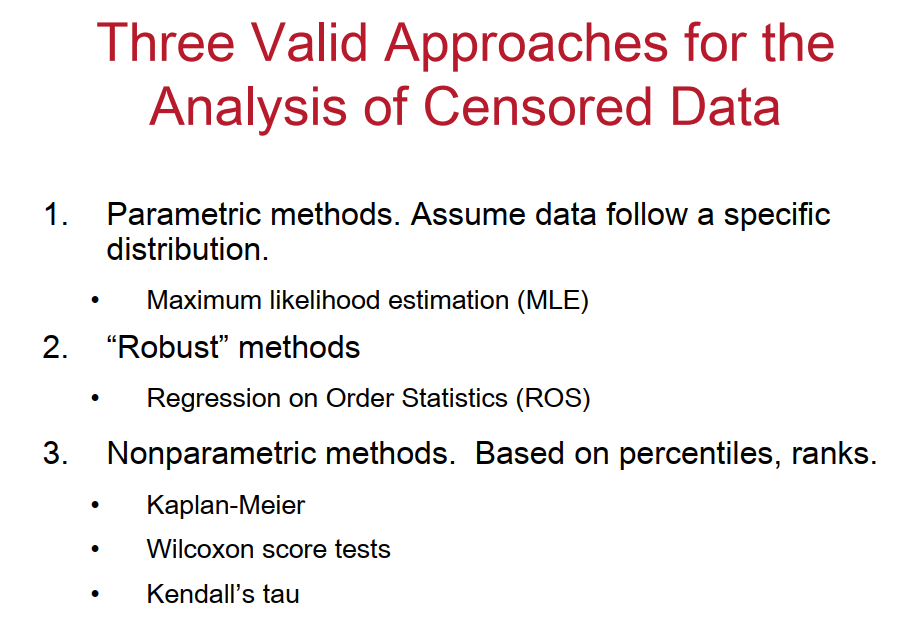 Three Valid Approaches for the
Analysis of Censored Data
1. Parametric methods. Assume data follow a specific
distribution.
• Maximum likelihood estimation (MLE)
2. “Robust” methods
• Regression on Order Statistics (ROS)
3. Nonparametric methods.  Based on percentiles, ranks.
• Kaplan-Meier
• Wilcoxon score tests
• Kendall’s tau